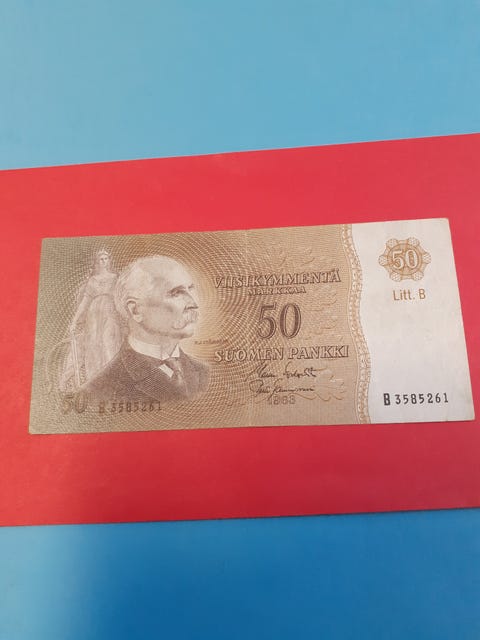 VIISIKYMMENTÄ
MARKKAA
50
SUOMEN PANKKI
1963
50
B 3585261
50
Litt. B
B 3585261